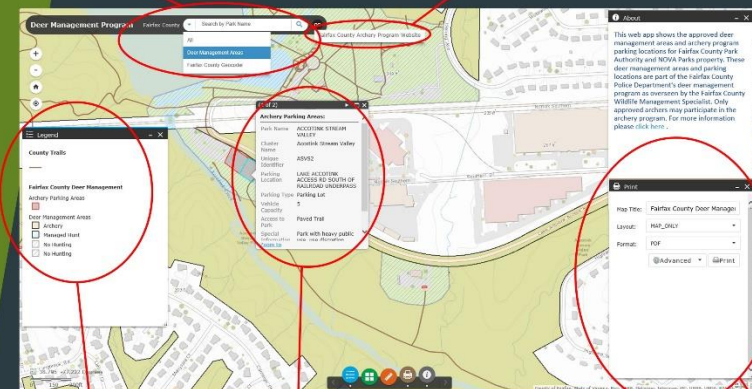 Deer Management Program
Fairfax County
Search by Park Name
All
Deer Management Areas
Fairfax County Geocoder
Fairfax County Archery Program Website
About
This web app shows the approved deer
management areas and archery program
parking locations for Fairfax County Park
Authority and NOVA Parks property. These
deer management areas and parking
locations are part of the Fairfax County
Police Department's deer management
program as overseen by the Fairfax County
Wildlife Management Specialist. Only
approved archers may participate in the
archery program. For more information
please click here .
Legend
County Trails
Fairfax County Deer Management
Archery Parking Areas
Deer Management Areas
Archery
Managed Hunt
No Hunting
No Hunting
(1 of 2)
Archery Parking Areas:
Park Name ACCOTINK STREAM
VALLEY
Cluster Accotink Stream Valley
Name
Unique ASV52
Identifier
Parking LAKE ACCOTINK
Location ACCESS RD SOUTH OF
RAILROAD UNDERPASS
Parking Type Parking Lot
Vehicle 5
Capacity
Access to Paved Trail
Park
Special Park with heavy public
Information use, use discretion
Zoom to
Print
Map Title: Fairfax County Deer Manager
Layout: MAP_ONLY
Format: PDF
Advanced Print